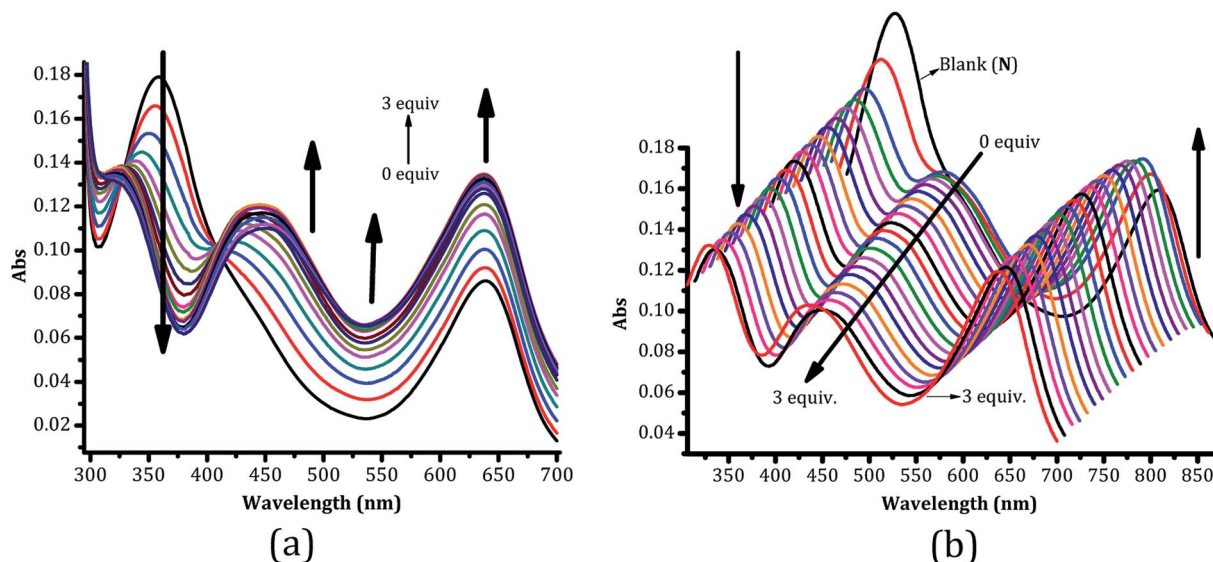 0.18
0.16
0.14
0.12
0.10
0.08
0.06
0.04
0.02
Abs
3 equiv
0 equiv
300 350 400 450 500 550 600 650 700
Wavelength (nm)
(a)
Blank (N)
0 equiv
0.18
0.16
0.14
0.12
0.10
0.08
0.06
0.04
Abs
3 equiv.
3 equiv.
350 400 450 500 550 600 650 700 750 800 850
Wavelength (nm)
(b)